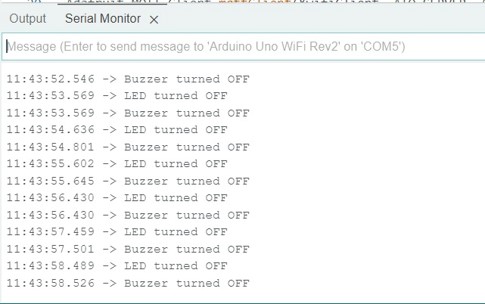 Output Serial Monitor ×
Message (Enter to send message to 'Arduino Uno WiFi Rev2' on 'COM5')
11:43:52.546 -> Buzzer turned OFF
11:43:53.569 -> LED turned OFF
11:43:53.569 -> Buzzer turned OFF
11:43:54.636 -> LED turned OFF
11:43:54.801 -> Buzzer turned OFF
11:43:55.602 -> LED turned OFF
11:43:55.645 -> Buzzer turned OFF
11:43:56.430 -> LED turned OFF
11:43:56.430 -> Buzzer turned OFF
11:43:57.459 -> LED turned OFF
11:43:57.501 -> Buzzer turned OFF
11:43:58.489 -> LED turned OFF
11:43:58.526 -> Buzzer turned OFF